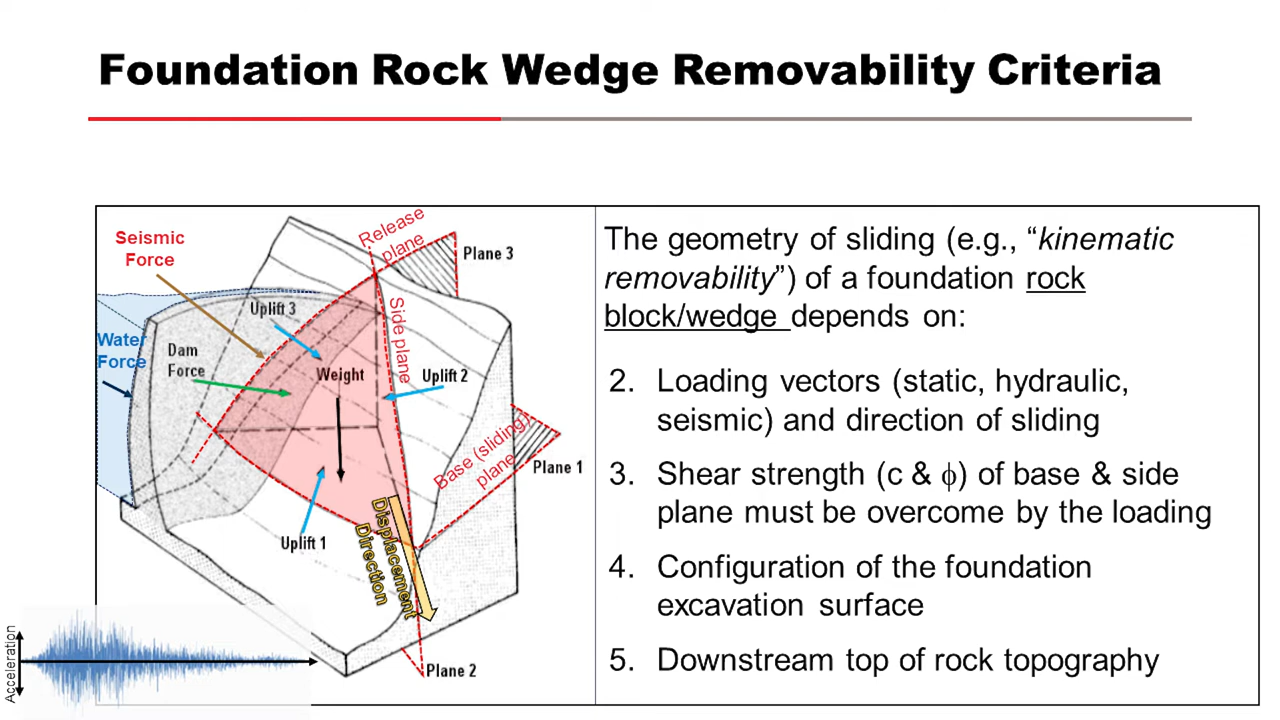 Foundation Rock Wedge Removability Criteria
Seismic
Force
Release
plane
Plane 3
Uplift 3
Side plane
Water
Force
Dam
Force
Weight
Uplift 2
Base (sliding)
plane
Plane 1
Uplift 1
Displacement
Direction
Plane 2
Acceleration
The geometry of sliding (e.g., “kinematic
removability”) of a foundation rock
block/wedge depends on:
2. Loading vectors (static, hydraulic,
seismic) and direction of sliding
3. Shear strength (c & ϕ) of base & side
plane must be overcome by the loading
4. Configuration of the foundation
excavation surface
5. Downstream top of rock topography